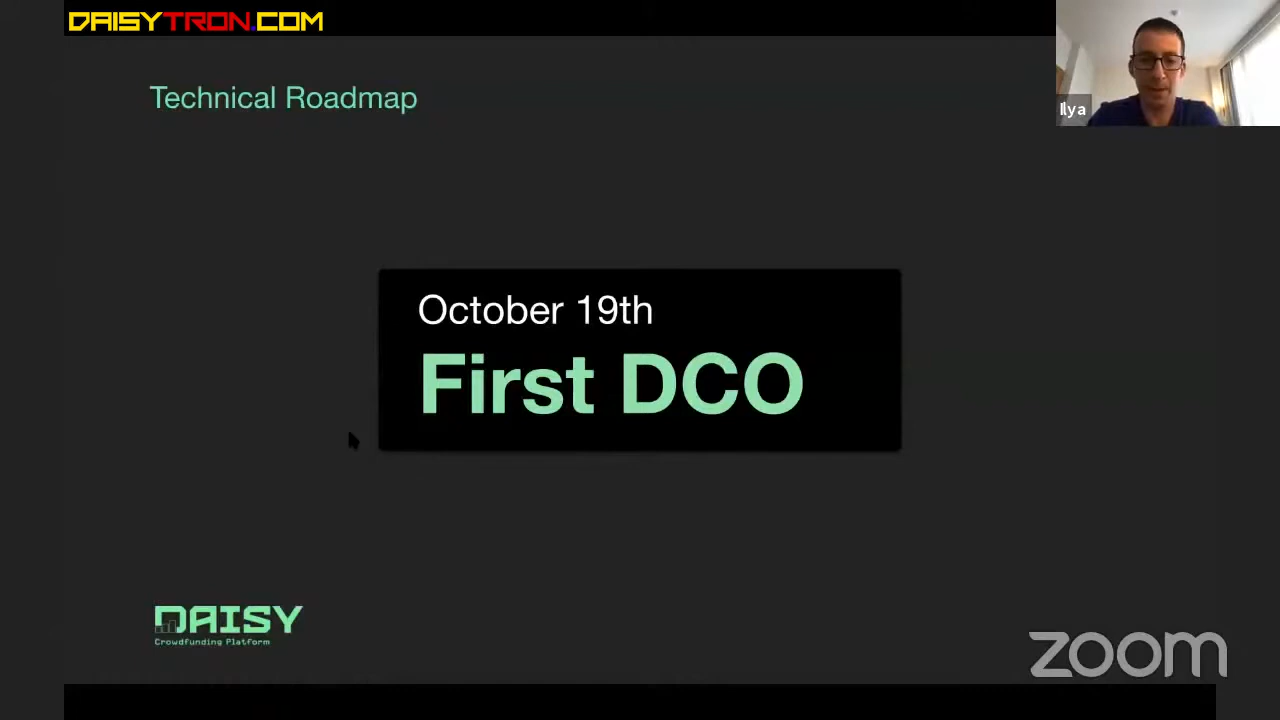 DAISYTRON.COM
Technical Roadmap
Ilya
October 19th
First DCO
DAISY
Crowdfunding Platform
zoom